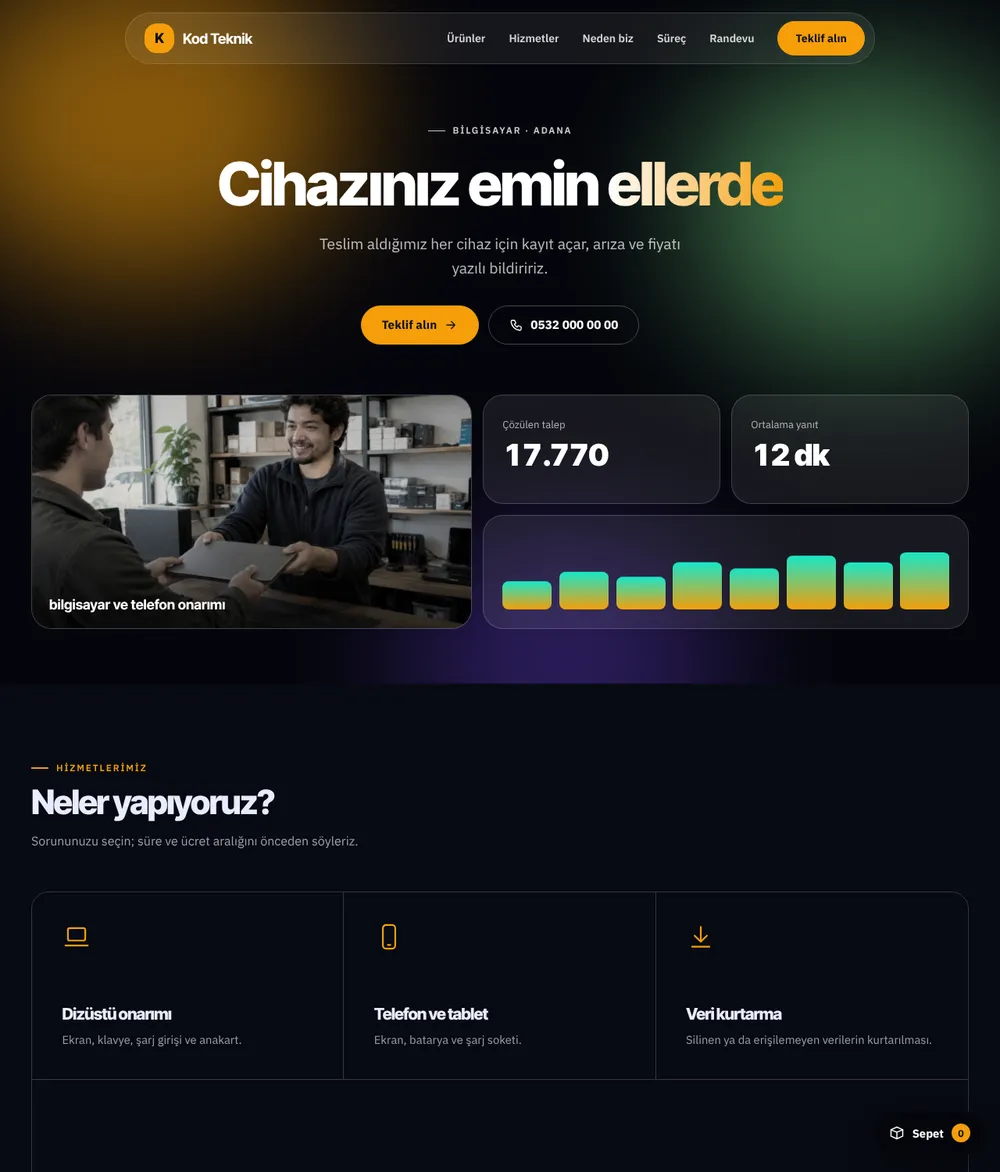 K
Kod Teknik
Ürünler
Hizmetler
Neden biz
Süreç
Randevu
Teklif alın
BİLGİSAYAR · ADANA
Cihazınız emin ellerde
Teslim aldığımız her cihaz için kayıt açar, arıza ve fiyatı
yazılı bildiririz.
Teklif alın →
0532 000 00 00
bilgisayar ve telefon onarımı
Çözülen talep
17.770
Ortalama yanıt
12 dk
HİZMETLERİMİZ
Neler yapıyoruz?
Sorununuzu seçin; süre ve ücret aralığını önceden söyleriz.
Dizüstü onarımı
Ekran, klavye, şarj girişi ve anakart.
Telefon ve tablet
Ekran, batarya ve şarj soketi.
Veri kurtarma
Silinen ya da erişilemeyen verilerin kurtarılması.
Sepet 0